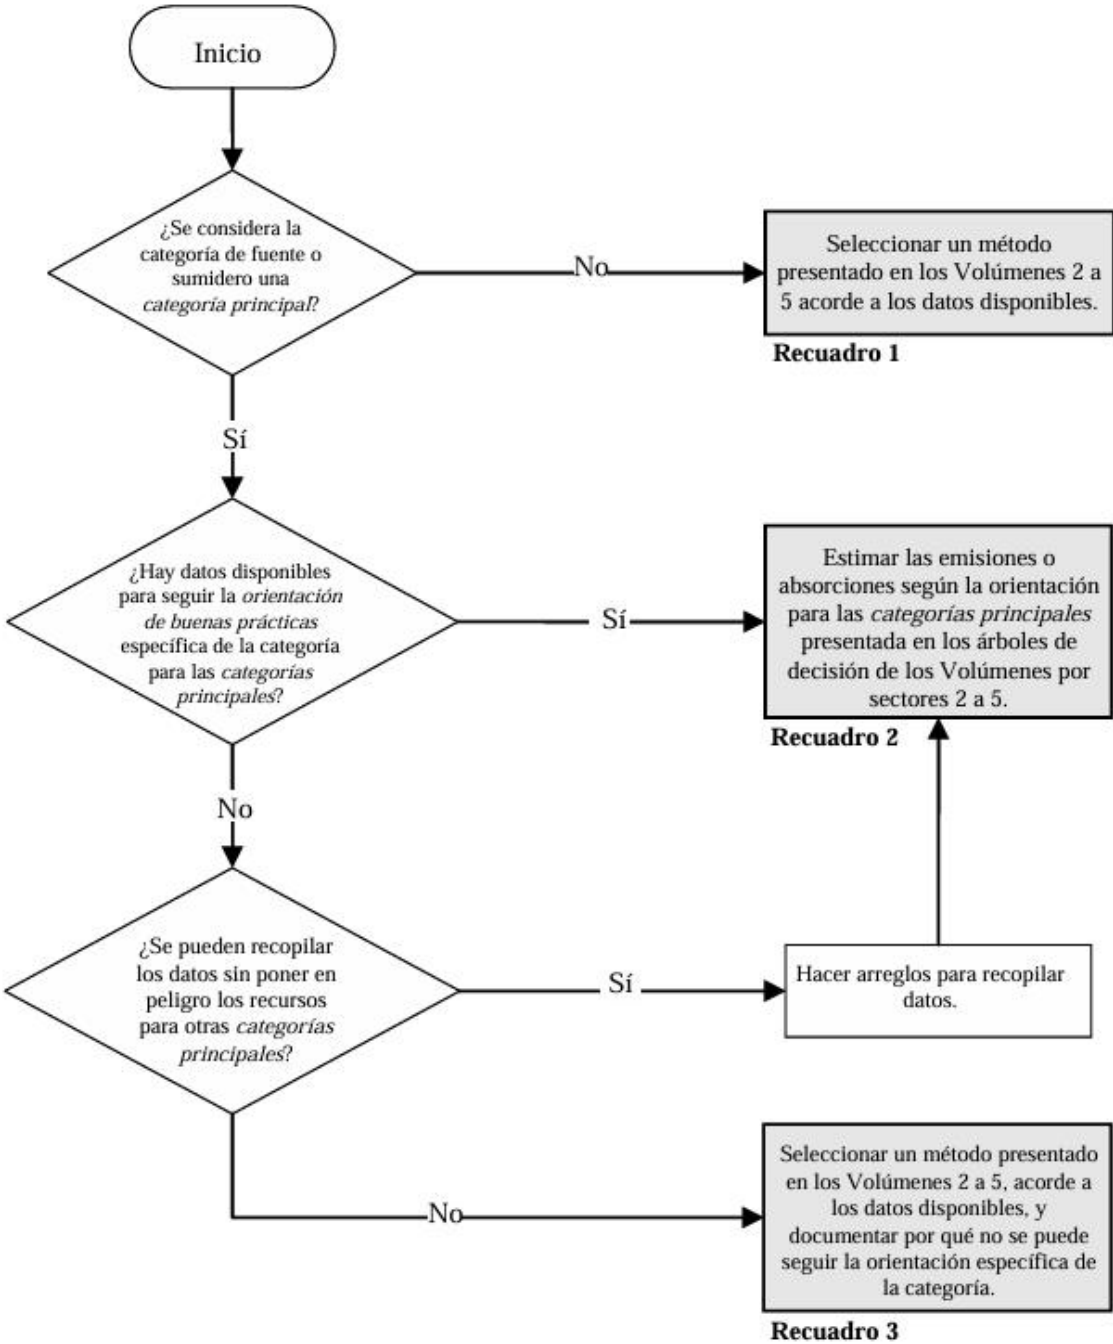 Inicio
¿Se considera la
categoría de fuente o
sumidero una
categoría principal?
No
Seleccionar un método
presentado en los Volúmenes 2 a
5 acorde a los datos disponibles.
Recuadro 1
Sí
¿Hay datos disponibles
para seguir la orientación
de buenas prácticas
específica de la categoría
para las categorías
principales?
Sí
Estimar las emisiones o
absorciones según la orientación
para las categorías principales
presentada en los árboles de
decisión de los Volúmenes por
sectores 2 a 5.
Recuadro 2
No
¿Se pueden recopilar
los datos sin poner en
peligro los recursos
para otras categorías
principales?
Sí
Hacer arreglos para recopilar
datos.
No
Seleccionar un método presentado
en los Volúmenes 2 a 5, acorde a
los datos disponibles, y
documentar por qué no se puede
seguir la orientación específica de
la categoría.
Recuadro 3